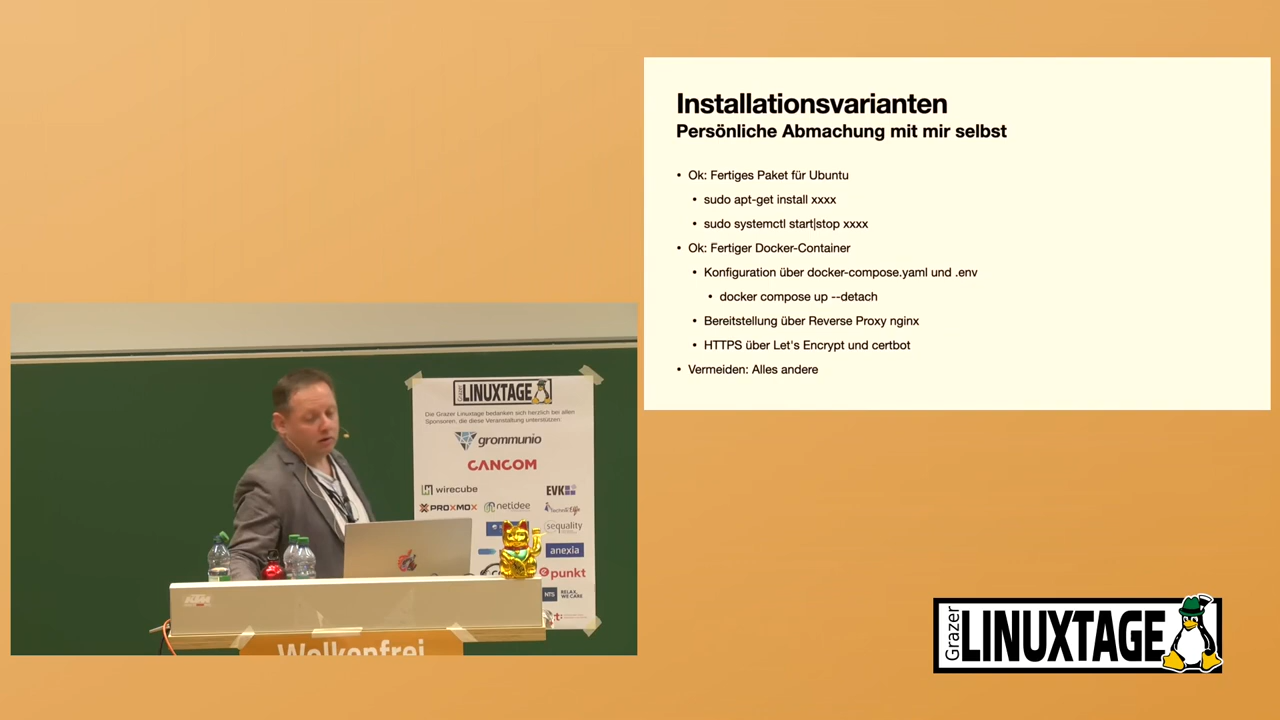 Installationsvarianten
Persönliche Abmachung mit mir selbst
• Ok: Fertiges Paket für Ubuntu
• sudo apt-get install xxxx
• sudo systemctl start|stop xxxx
• Ok: Fertiger Docker-Container
• Konfiguration über docker-compose.yaml und .env
• docker compose up --detach
• Bereitstellung über Reverse Proxy nginx
• HTTPS über Let's Encrypt und certbot
• Vermeiden: Alles andere
Grazer LINUXTAGE
Die Grazer Linuxtage bedanken sich herzlich bei allen
Sponsoren, die diese Veranstaltung unterstützen:
grommunio
CANCOM
wirecube
EVK
PROXMOX
netidee
sequality
anexia
punkt
NTS RELAX, WE CARE
KTM
Wolkenfrei
Grazer LINUXTAGE